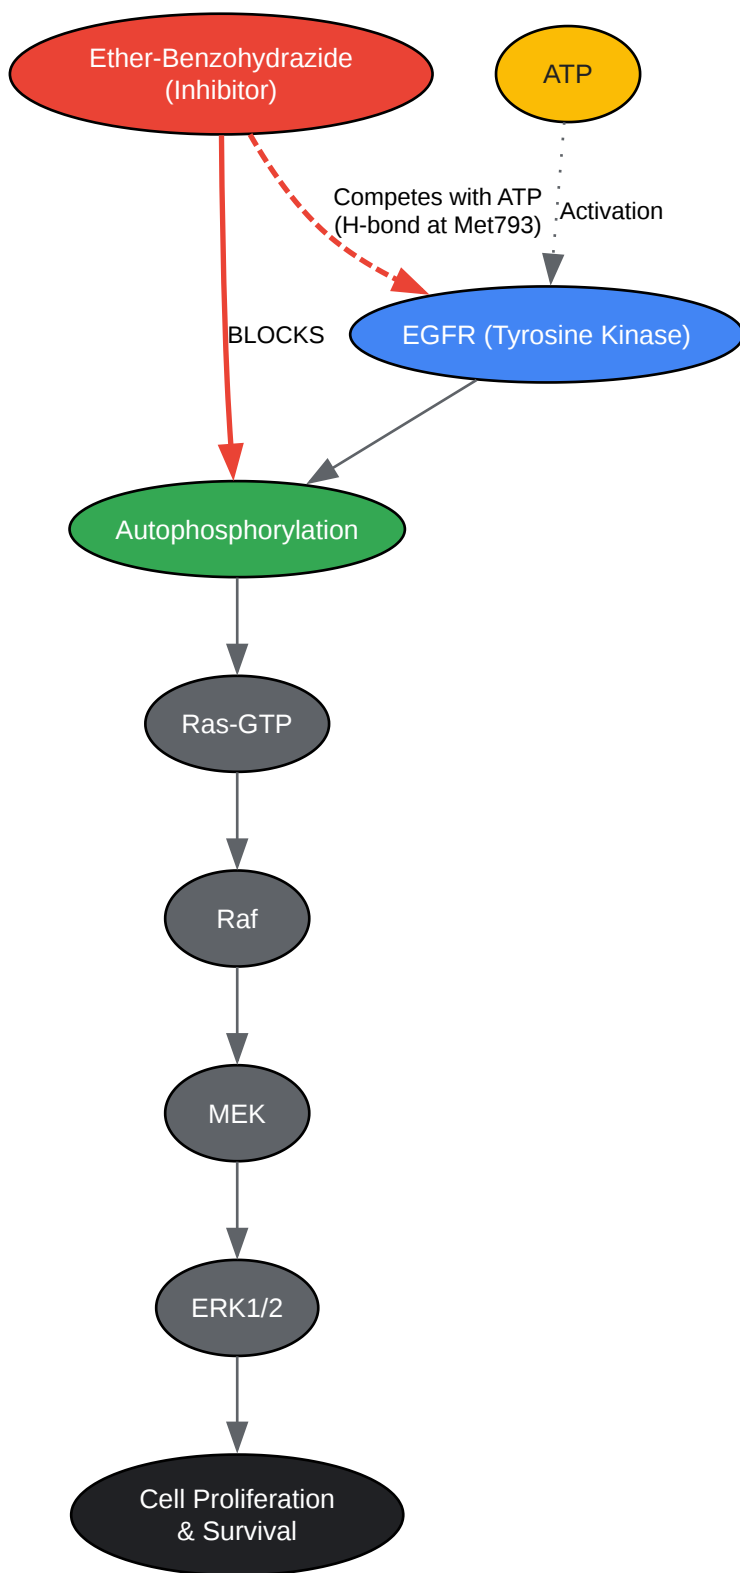 Ether-Benzohydrazide
(Inhibitor)
ATP
Competes with ATP
(H-bond at Met793)
Activation
BLOCKS
EGFR (Tyrosine Kinase)
Autophosphorylation
Ras-GTP
Raf
MEK
ERK1/2
Cell Proliferation
& Survival